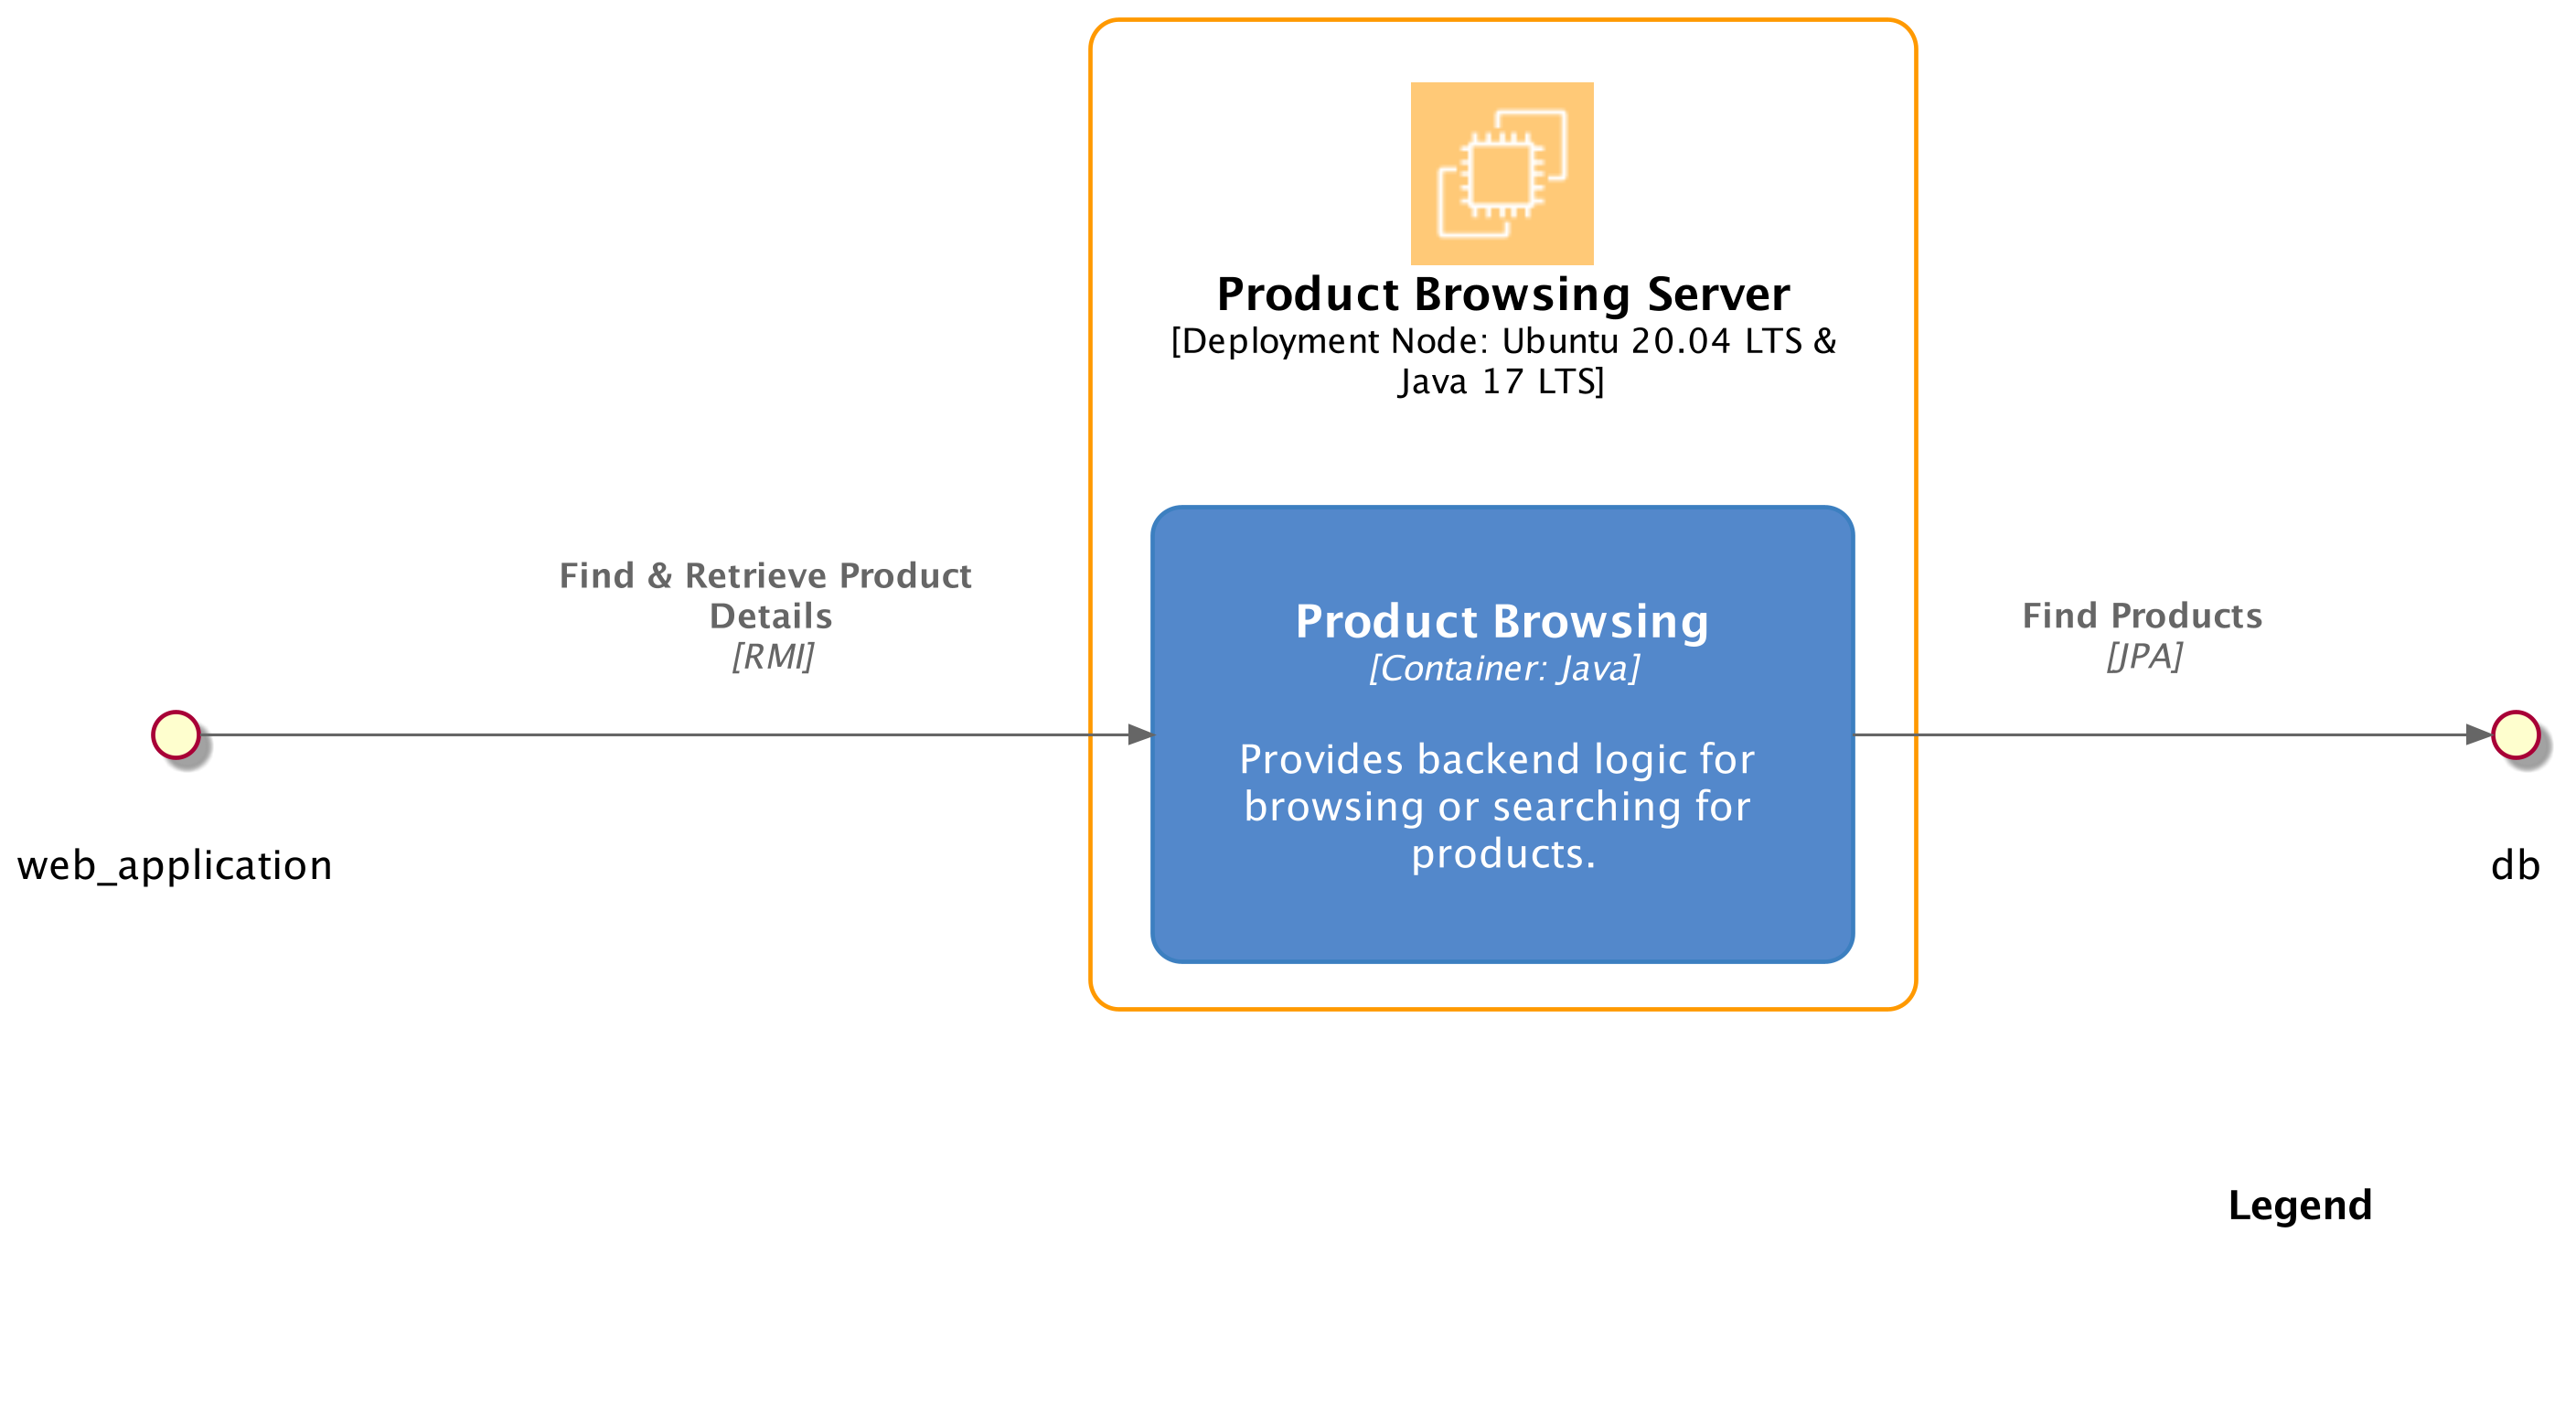 Product Browsing Server
[Deployment Node: Ubuntu 20.04 LTS &
Java 17 LTS]
Find & Retrieve Product
Details
[RMI]
Product Browsing
[Container: Java]
Provides backend logic for
browsing or searching for
products.
Find Products
[JPA]
web_application
db
Legend